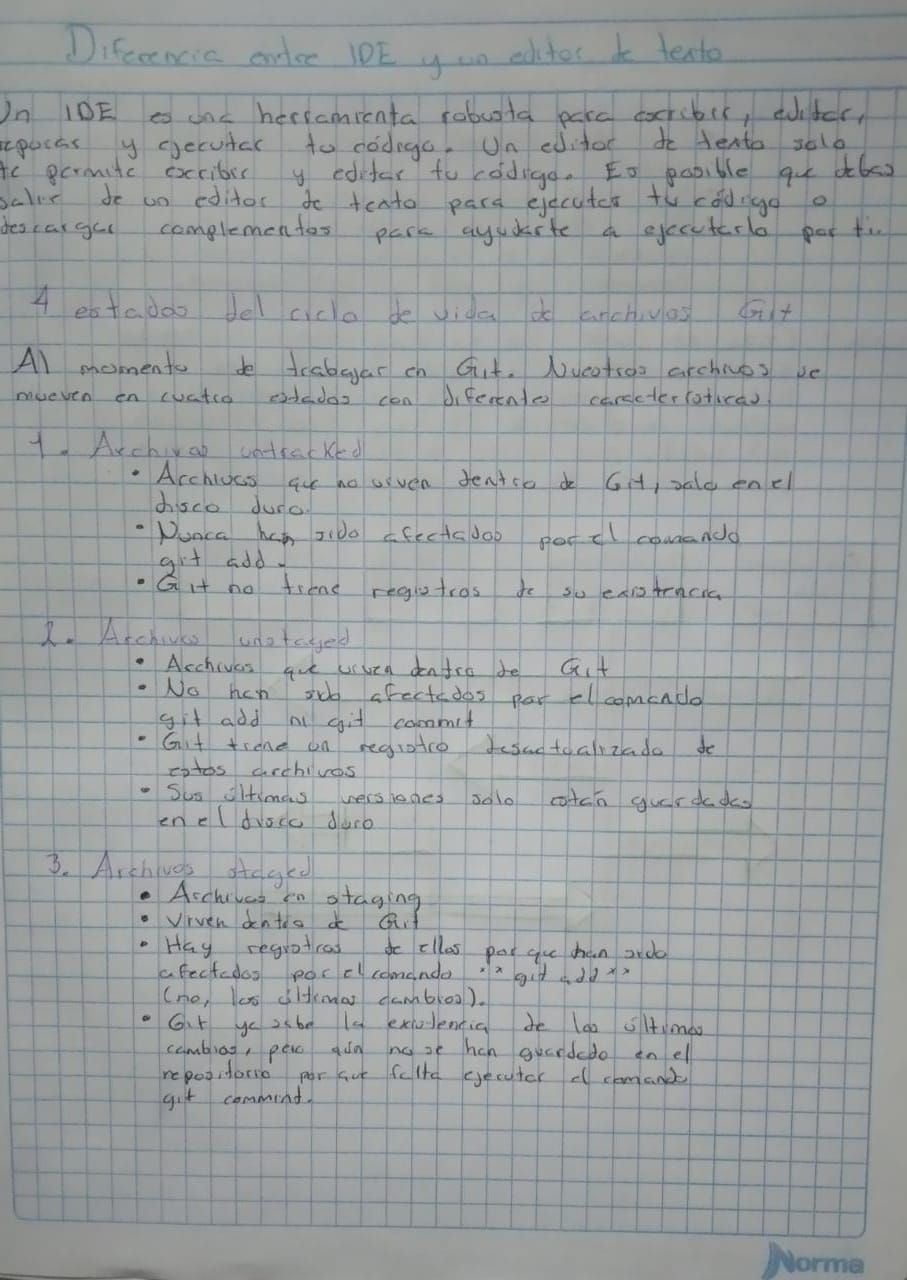 Diferencia entre IDE y un editor de texto
Un IDE es una herramienta robusta para escribir, editar,
epurar y ejecutar tu código. Un editor de texto solo
te permite escribir y editar tu código. Es posible que debas
salir de un editor de texto para ejecutar tu código o
descargar complementos para ayudarte a ejecutarlo por ti.
4 estados del ciclo de vida de archivos Git
Al momento de trabajar en Git. Nuestros archivos se
mueven en cuatro estados con diferentes características.
1. Archivos untracked
• Archivos que no viven dentro de Git, solo en el
disco duro.
• Nunca han sido afectados por el comando
git add.
• Git no tiene registros de su existencia
2. Archivos unstaged
• Archivos que viven dentro de Git
• No han sido afectados por el comando
git add ni git commit
• Git tiene un registro desactualizado de
estos archivos
• Sus últimas versiones solo están guardadas
en el disco duro
3. Archivos staged
• Archivos en staging
• Viven dentro de Git
• Hay registros de ellos por que han sido
afectados por el comando "git add"
(no, los últimos cambios).
• Git ya sabe la existencia de los últimos
cambios, pero aún no se han guardado en el
repositorio por que falta ejecutar el comando
git commint.
Norma